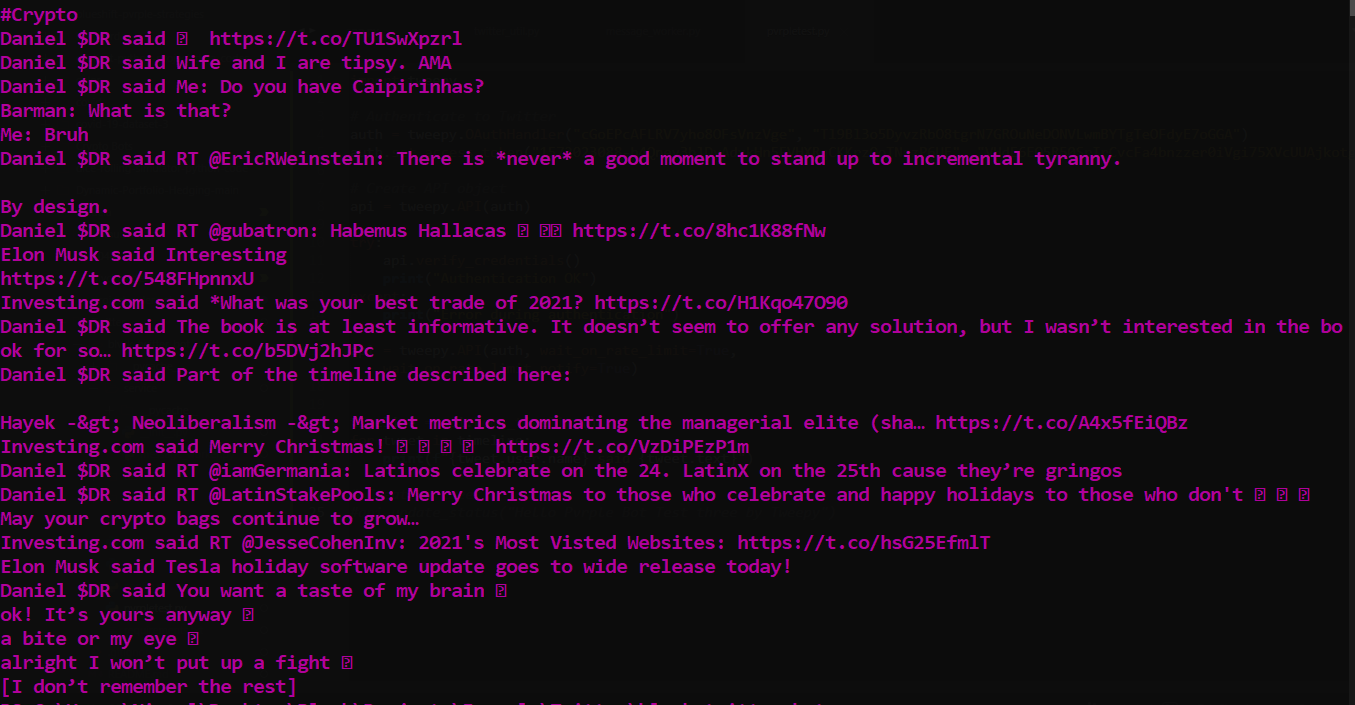 #Crypto
Daniel $DR said ⍰  https://t.co/TU1SwXpzrl
Daniel $DR said Wife and I are tipsy. AMA
Daniel $DR said Me: Do you have Caipirinhas?
Barman: What is that?
Me: Bruh
Daniel $DR said RT @EricRWeinstein: There is *never* a good moment to stand up to incremental tyranny.
By design.
Daniel $DR said RT @gubatron: Habemus Hallacas ⍰ ⍰⍰ https://t.co/8hc1K88fNw
Elon Musk said Interesting
https://t.co/548FHpnnxU
Investing.com said *What was your best trade of 2021? https://t.co/H1Kqo47O90
Daniel $DR said The book is at least informative. It doesn’t seem to offer any solution, but I wasn’t interested in the bo
ok for so… https://t.co/b5DVj2hJPc
Daniel $DR said Part of the timeline described here:
Hayek -&gt; Neoliberalism -&gt; Market metrics dominating the managerial elite (sha… https://t.co/A4x5fEiQBz
Investing.com said Merry Christmas! ⍰ ⍰ ⍰ ⍰  https://t.co/VzDiPEzP1m
Daniel $DR said RT @iamGermania: Latinos celebrate on the 24. LatinX on the 25th cause they’re gringos
Daniel $DR said RT @LatinStakePools: Merry Christmas to those who celebrate and happy holidays to those who don't ⍰ ⍰ ⍰
May your crypto bags continue to grow…
Investing.com said RT @JesseCohenInv: 2021's Most Visted Websites: https://t.co/hsG25EfmlT
Elon Musk said Tesla holiday software update goes to wide release today!
Daniel $DR said You want a taste of my brain ⍰
ok! It’s yours anyway ⍰
a bite or my eye ⍰
alright I won’t put up a fight ⍰
[I don’t remember the rest]